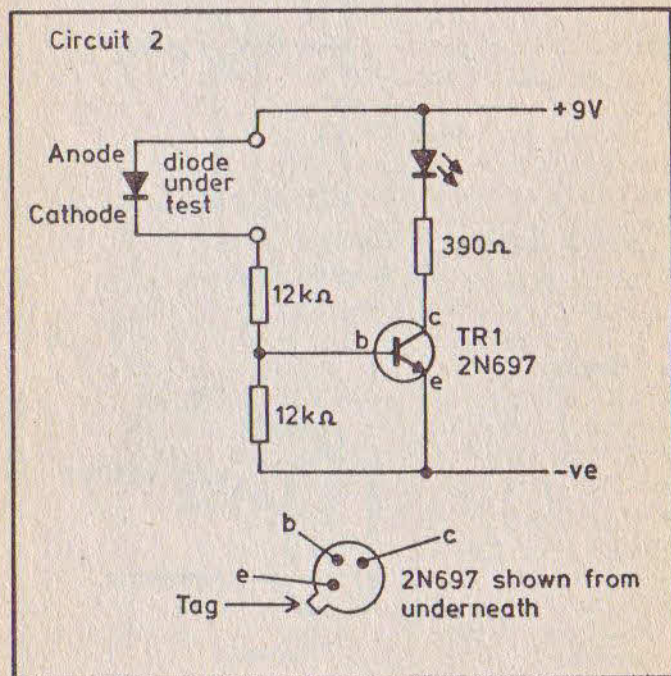 Circuit 2
+9V
Anode
diode
under
test
Cathode
390Ω
12kΩ
c
b
TR1
2N697
e
12kΩ
-ve
b
c
e
2N697 shown from
underneath
Tag